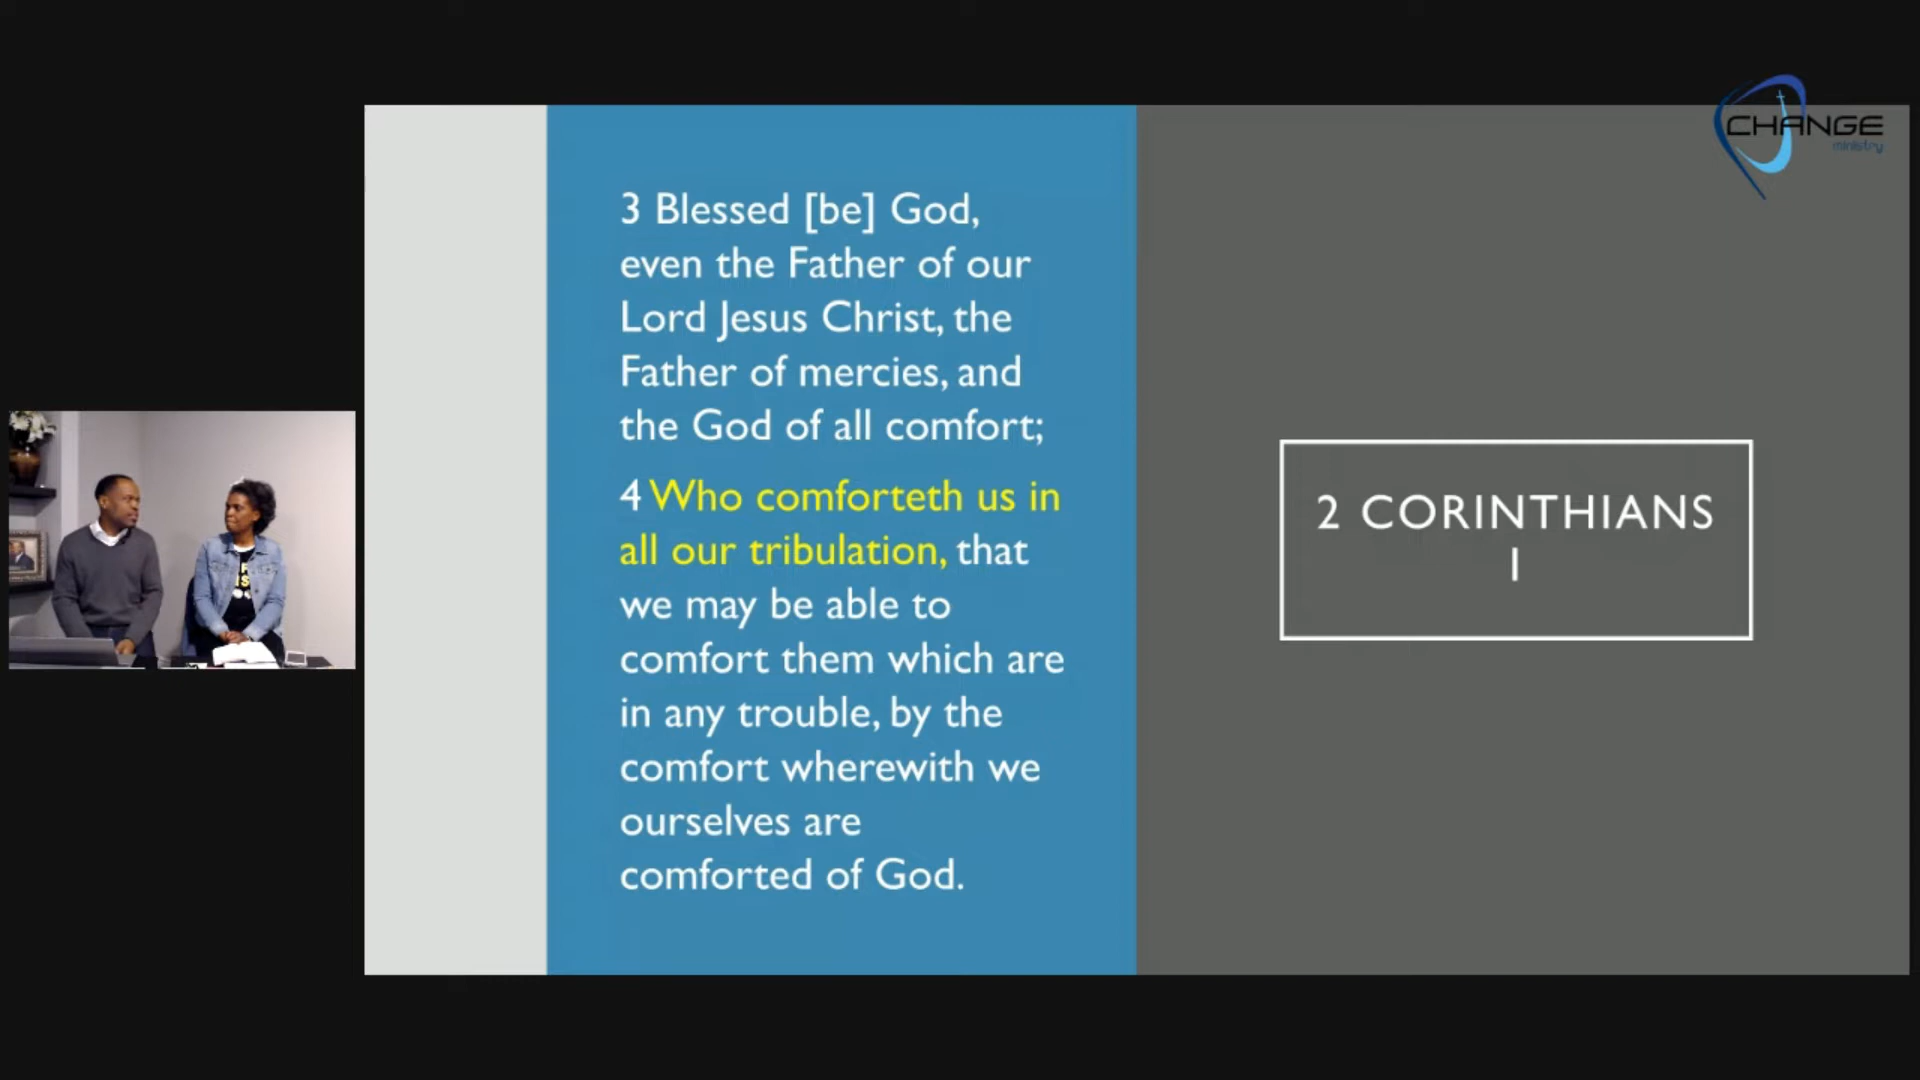 CHANGE
ministry
3 Blessed [be] God,
even the Father of our
Lord Jesus Christ, the
Father of mercies, and
the God of all comfort;
4 Who comforteth us in
all our tribulation, that
we may be able to
comfort them which are
in any trouble, by the
comfort wherewith we
ourselves are
comforted of God.
2 CORINTHIANS
1